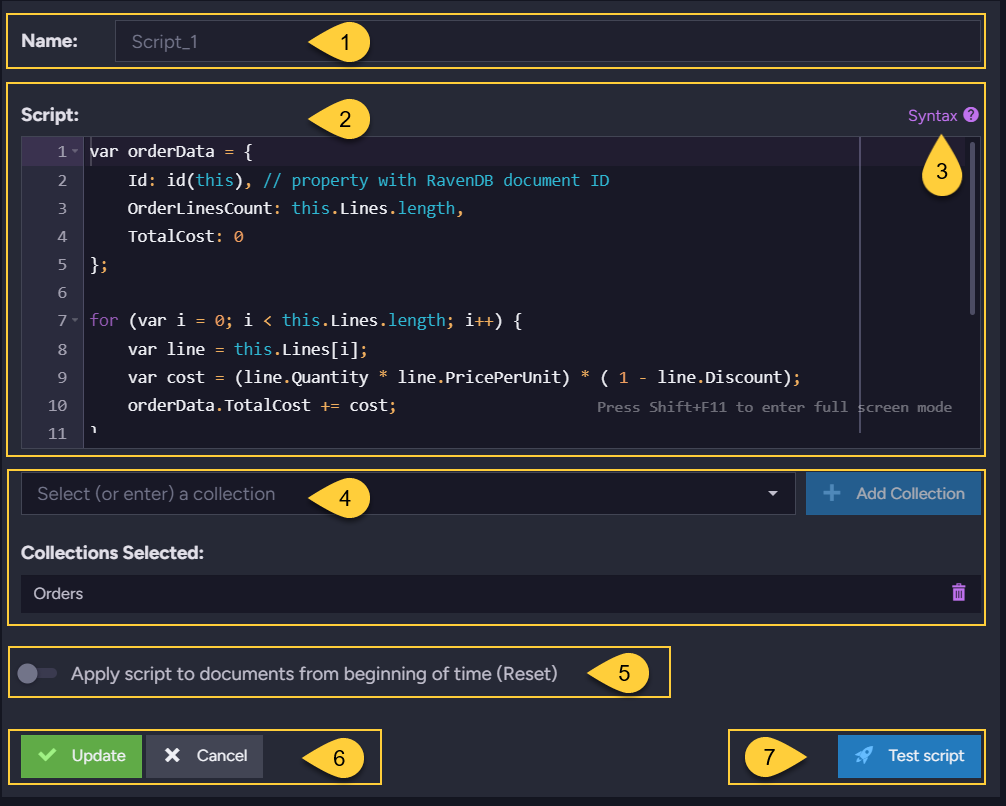 Name: Script_1 1
Script: 2 Syntax ?
3
1 var orderData = {
2 Id: id(this), // property with RavenDB document ID
3 OrderLinesCount: this.Lines.length,
4 TotalCost: 0
5 };
6
7 for (var i = 0; i < this.Lines.length; i++) {
8 var line = this.Lines[i];
9 var cost = (line.Quantity * line.PricePerUnit) * ( 1 - line.Discount);
10 orderData.TotalCost += cost;
Press Shift+F11 to enter full screen mode
11 }
Select (or enter) a collection 4 Add Collection
Collections Selected:
Orders
Apply script to documents from beginning of time (Reset) 5
Update Cancel 6 7 Test script